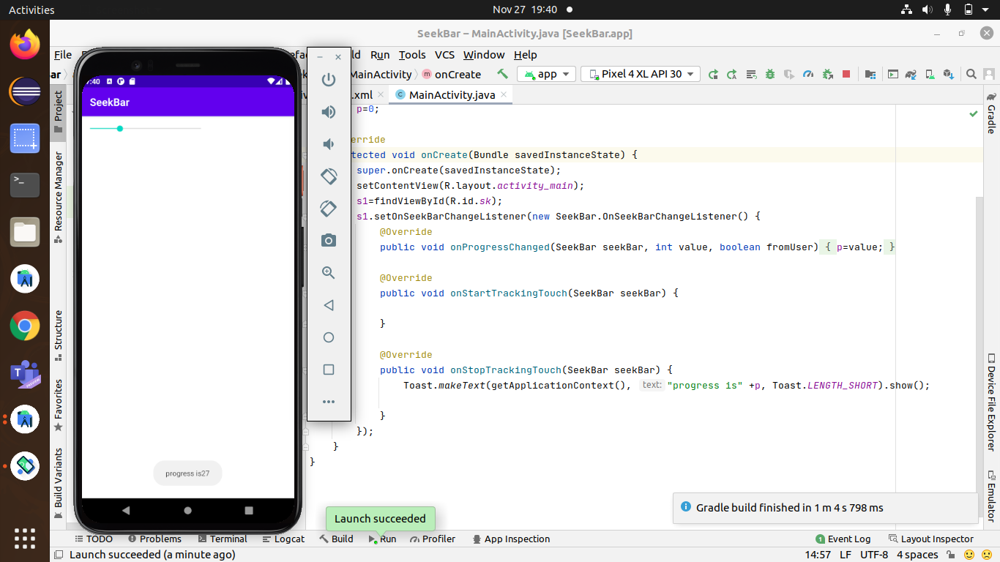 Activities
Nov 27 19:40
SeekBar – MainActivity.java [SeekBar.app]
File
Run Tools VCS Window Help
MainActivity
onCreate
app
Pixel 4 XL API 30
.xml
MainActivity.java
Project
Resource Manager
Structure
Favorites
Build Variants
:40
SeekBar
progress is27
p=0;
erride
tected void onCreate(Bundle savedInstanceState) {
super.onCreate(savedInstanceState);
setContentView(R.layout.activity_main);
s1=findViewById(R.id.sk);
s1.setOnSeekBarChangeListener(new SeekBar.OnSeekBarChangeListener() {
@Override
public void onProgressChanged(SeekBar seekBar, int value, boolean fromUser) { p=value; }
@Override
public void onStartTrackingTouch(SeekBar seekBar) {
}
@Override
public void onStopTrackingTouch(SeekBar seekBar) {
Toast.makeText(getApplicationContext(), text: "progress is" +p, Toast.LENGTH_SHORT).show();
}
});
}
}
Gradle
Device File Explorer
Emulator
Gradle build finished in 1 m 4 s 798 ms
Launch succeeded
TODO
Problems
Terminal
Logcat
Build
Run
Profiler
App Inspection
1 Event Log
Layout Inspector
Launch succeeded (a minute ago)
14:57 LF UTF-8 4 spaces